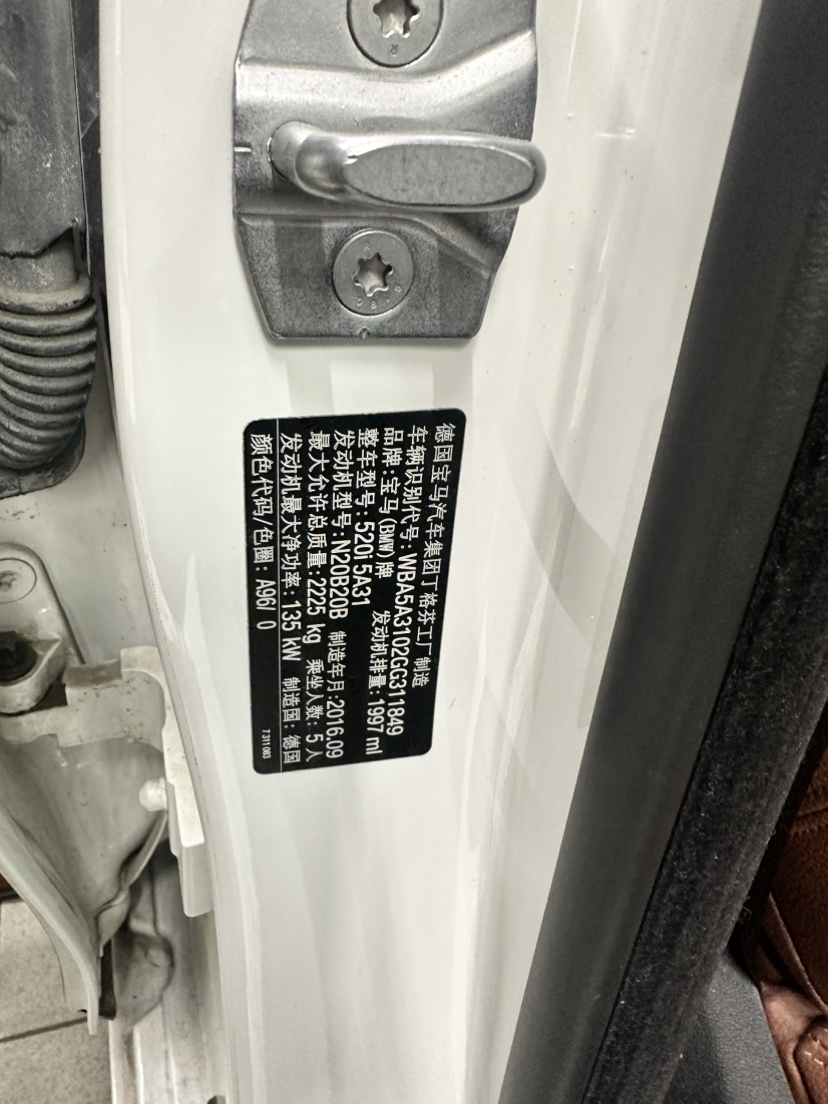 德国宝马汽车集团丁格芬工厂制造
车辆识别代号:WBA5A3102GG311849
品牌:宝马(BMW)牌 发动机排量:1997 ml
整车型号:520i 5A31
发动机型号:N20B20B 制造年月:2016.09
最大允许总质量:2225 kg 乘坐人数:5人
发动机最大净功率:135 kW 制造国:德国
颜色代码/色圈:A96/ 0
7 311 063